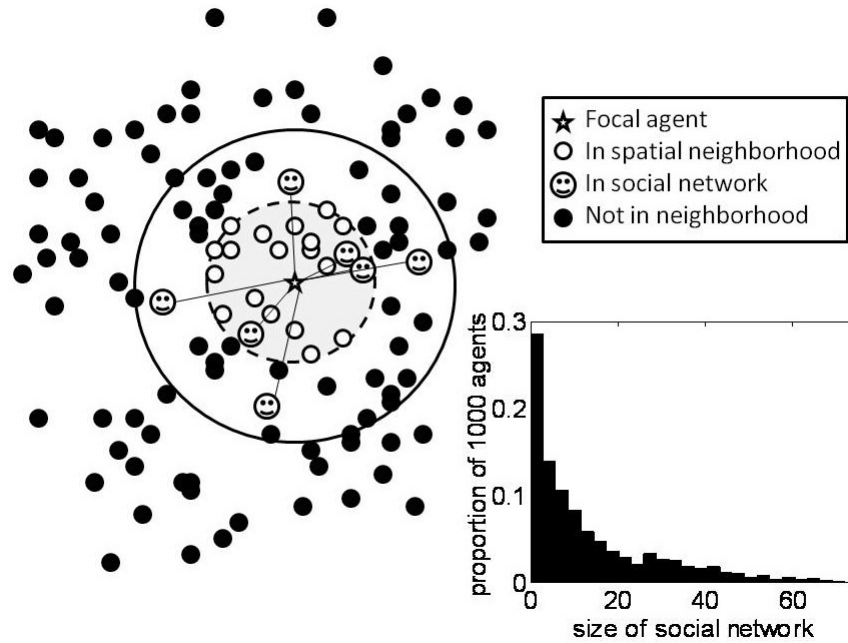 Focal agent
In spatial neighborhood
In social network
Not in neighborhood
0.3
0.2
0.1
0
proportion of 1000 agents
0 20 40 60
size of social network